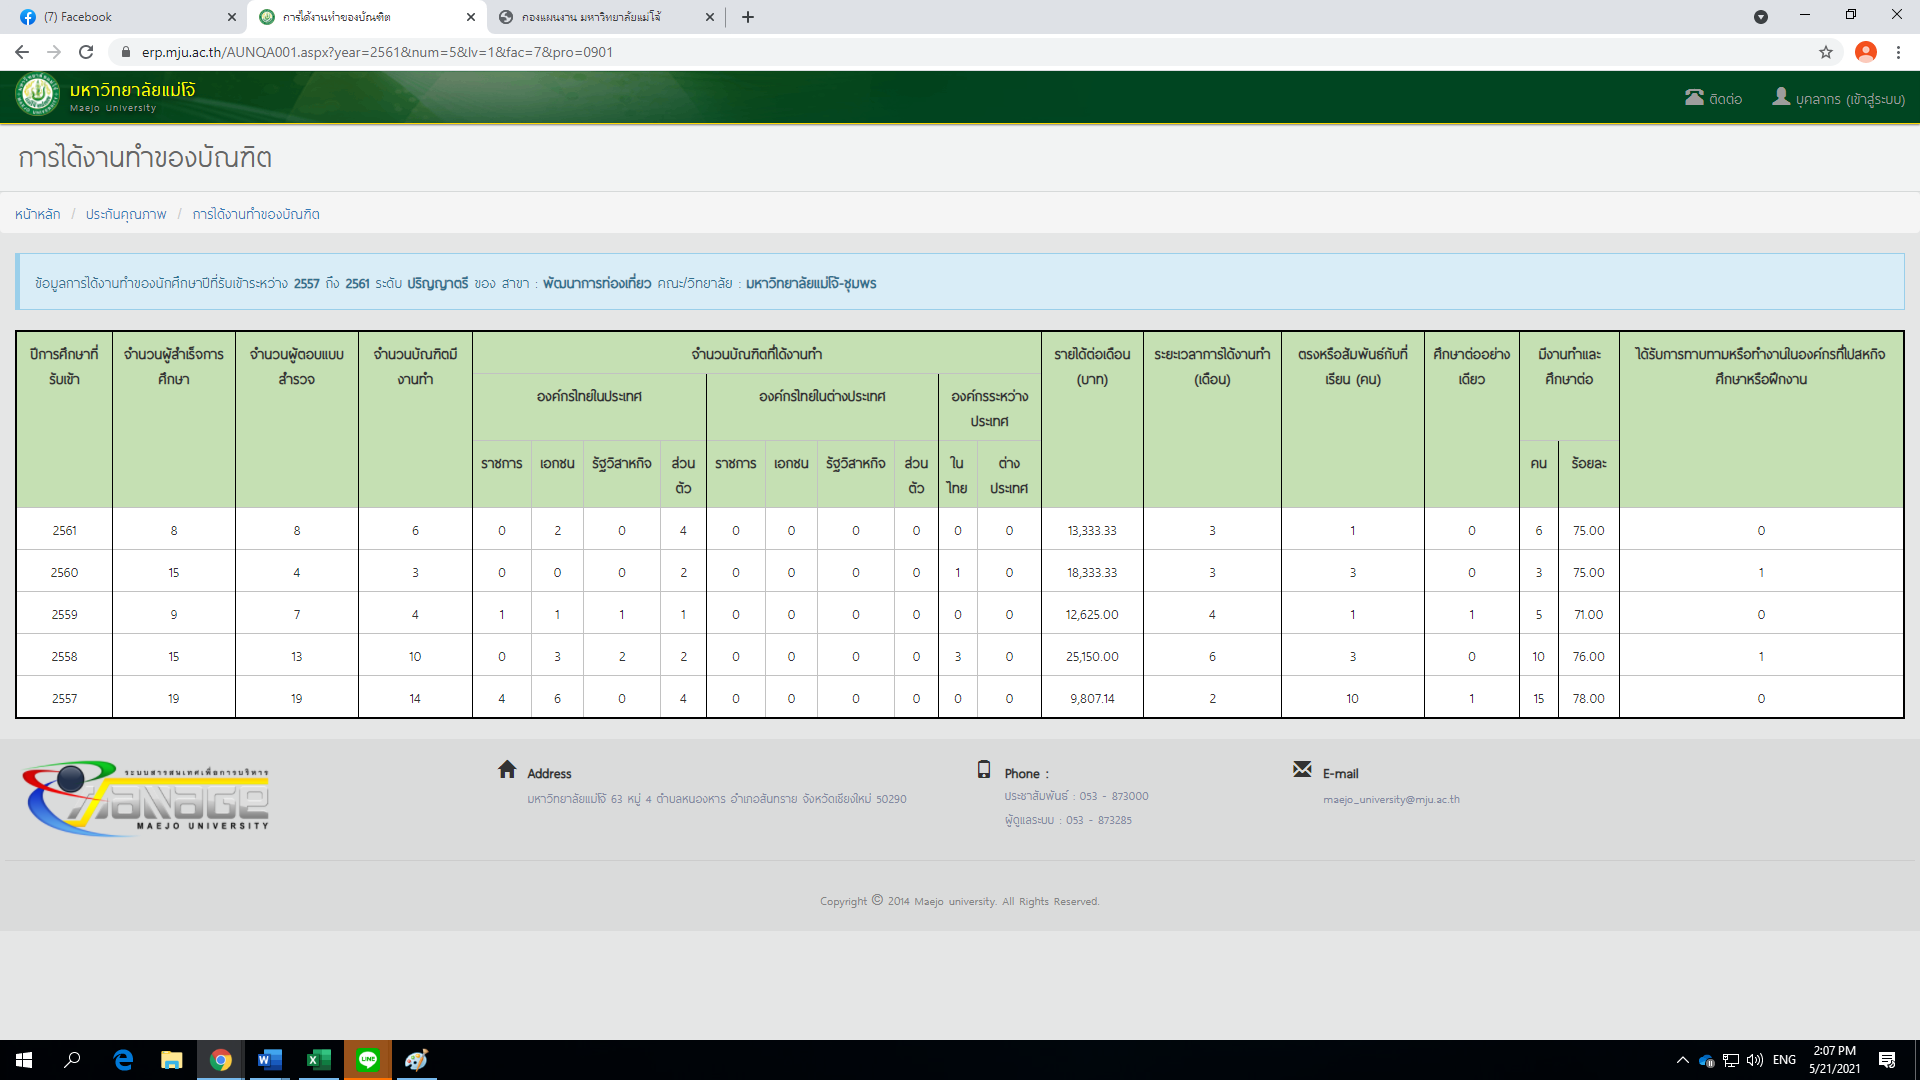 (7) Facebook
การได้งานทำของบัณฑิต
กองแผนงาน มหาวิทยาลัยแม่โจ้
erp.mju.ac.th/AUNQA001.aspx?year=2561&num=5&lv=1&fac=7&pro=0901
มหาวิทยาลัยแม่โจ้
Maejo University
ติดต่อ
บุคลากร (เข้าสู่ระบบ)
การได้งานทำของบัณฑิต
หน้าหลัก / ประกันคุณภาพ / การได้งานทำของบัณฑิต
ข้อมูลการได้งานทำของนักศึกษาปีที่รับเข้าระหว่าง 2557 ถึง 2561 ระดับ ปริญญาตรี ของ สาขา : พัฒนาการท่องเที่ยว คณะ/วิทยาลัย : มหาวิทยาลัยแม่โจ้-ชุมพร
ปีการศึกษาที่รับเข้า จำนวนผู้สำเร็จการศึกษา จำนวนผู้ตอบแบบสำรวจ จำนวนบัณฑิตมีงานทำ จำนวนบัณฑิตที่ได้งานทำ รายได้ต่อเดือน (บาท) ระยะเวลาการได้งานทำ (เดือน) ตรงหรือสัมพันธ์กับที่เรียน (คน) ศึกษาต่ออย่างเดียว มีงานทำและศึกษาต่อ ได้รับการทาบทามหรือทำงานในองค์กรที่ไปสหกิจศึกษาหรือฝึกงาน
องค์กรไทยในประเทศ องค์กรไทยในต่างประเทศ องค์กรระหว่างประเทศ
ราชการ เอกชน รัฐวิสาหกิจ ส่วนตัว ราชการ เอกชน รัฐวิสาหกิจ ส่วนตัว ในไทย ต่างประเทศ คน ร้อยละ
2561 8 8 6 0 2 0 4 0 0 0 0 0 0 13,333.33 3 1 0 6 75.00 0
2560 15 4 3 0 0 0 2 0 0 0 0 1 0 18,333.33 3 3 0 3 75.00 1
2559 9 7 4 1 1 1 1 0 0 0 0 0 0 12,625.00 4 1 1 5 71.00 0
2558 15 13 10 0 3 2 2 0 0 0 0 3 0 25,150.00 6 3 0 10 76.00 1
2557 19 19 14 4 6 0 4 0 0 0 0 0 0 9,807.14 2 10 1 15 78.00 0
ระบบสารสนเทศเพื่อการบริหาร
MANAGE
MAEJO UNIVERSITY
Address
มหาวิทยาลัยแม่โจ้ 63 หมู่ 4 ตำบลหนองหาร อำเภอสันทราย จังหวัดเชียงใหม่ 50290
Phone :
ประชาสัมพันธ์ : 053 - 873000
ผู้ดูแลระบบ : 053 - 873285
E-mail
maejo_university@mju.ac.th
Copyright © 2014 Maejo university. All Rights Reserved.
LINE
ENG
2:07 PM
5/21/2021